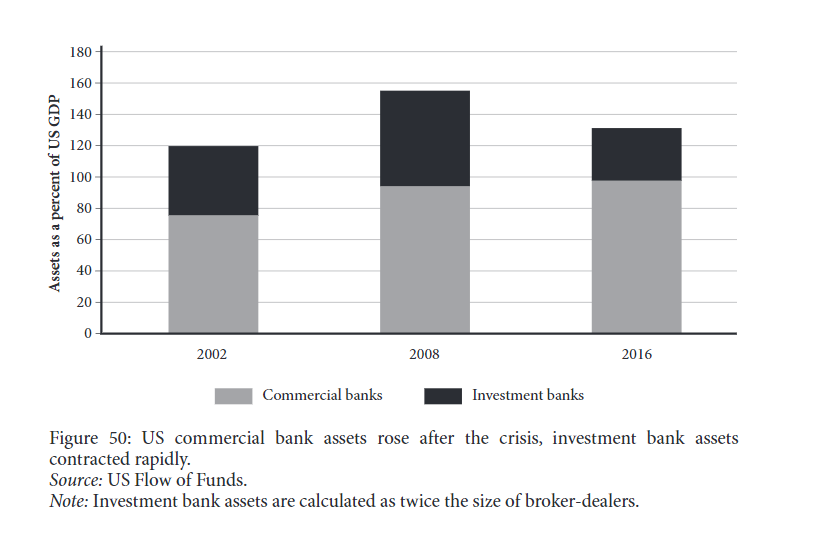 180
160
140
120
100
80
60
40
20
0
Assets as a percent of US GDP
2002 2008 2016
Commercial banks Investment banks
Figure 50: US commercial bank assets rose after the crisis, investment bank assets
contracted rapidly.
Source: US Flow of Funds.
Note: Investment bank assets are calculated as twice the size of broker-dealers.